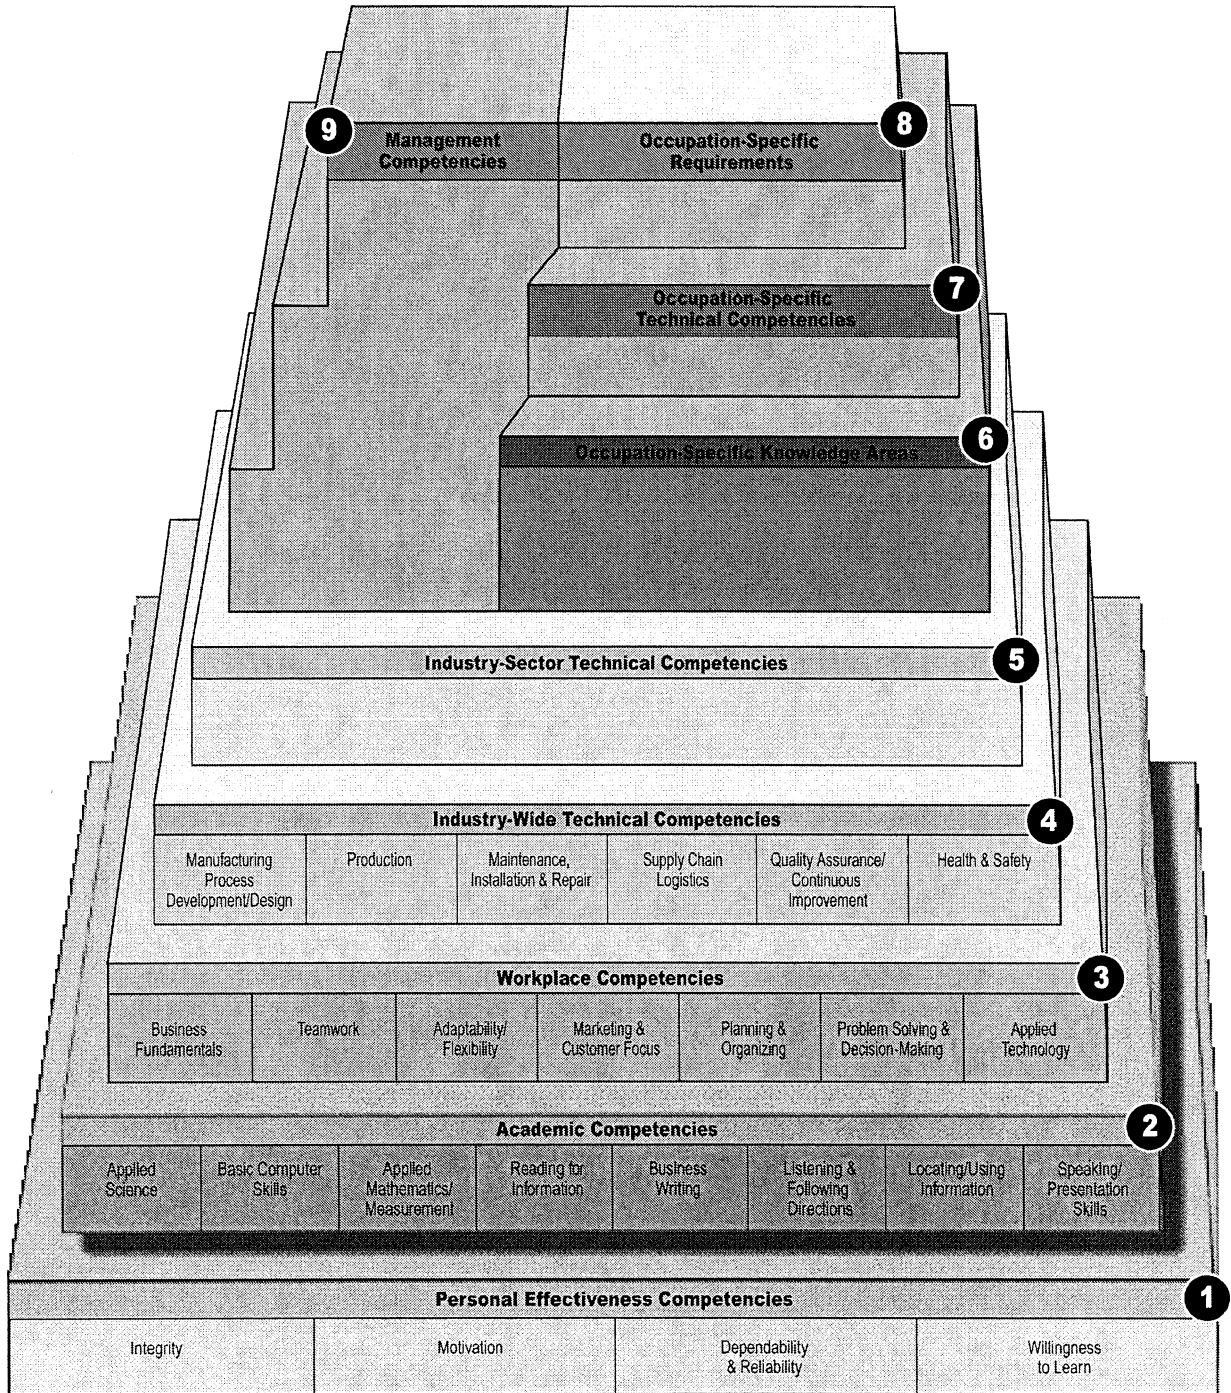 9
Management
Competencies
Occupation-Specific
Requirements
8
Occupation-Specific
Technical Competencies
7
Occupation-Specific Knowledge Areas
6
Industry-Sector Technical Competencies
5
Industry-Wide Technical Competencies
4
Manufacturing
Process
Development/Design
Production
Maintenance,
Installation & Repair
Supply Chain
Logistics
Quality Assurance/
Continuous
Improvement
Health & Safety
Workplace Competencies
3
Business
Fundamentals
Teamwork
Adaptability/
Flexibility
Marketing &
Customer Focus
Planning &
Organizing
Problem Solving &
Decision-Making
Applied
Technology
Academic Competencies
2
Applied
Science
Basic Computer
Skills
Applied
Mathematics/
Measurement
Reading for
Information
Business
Writing
Listening &
Following
Directions
Locating/Using
Information
Speaking/
Presentation
Skills
Personal Effectiveness Competencies
1
Integrity
Motivation
Dependability
& Reliability
Willingness
to Learn